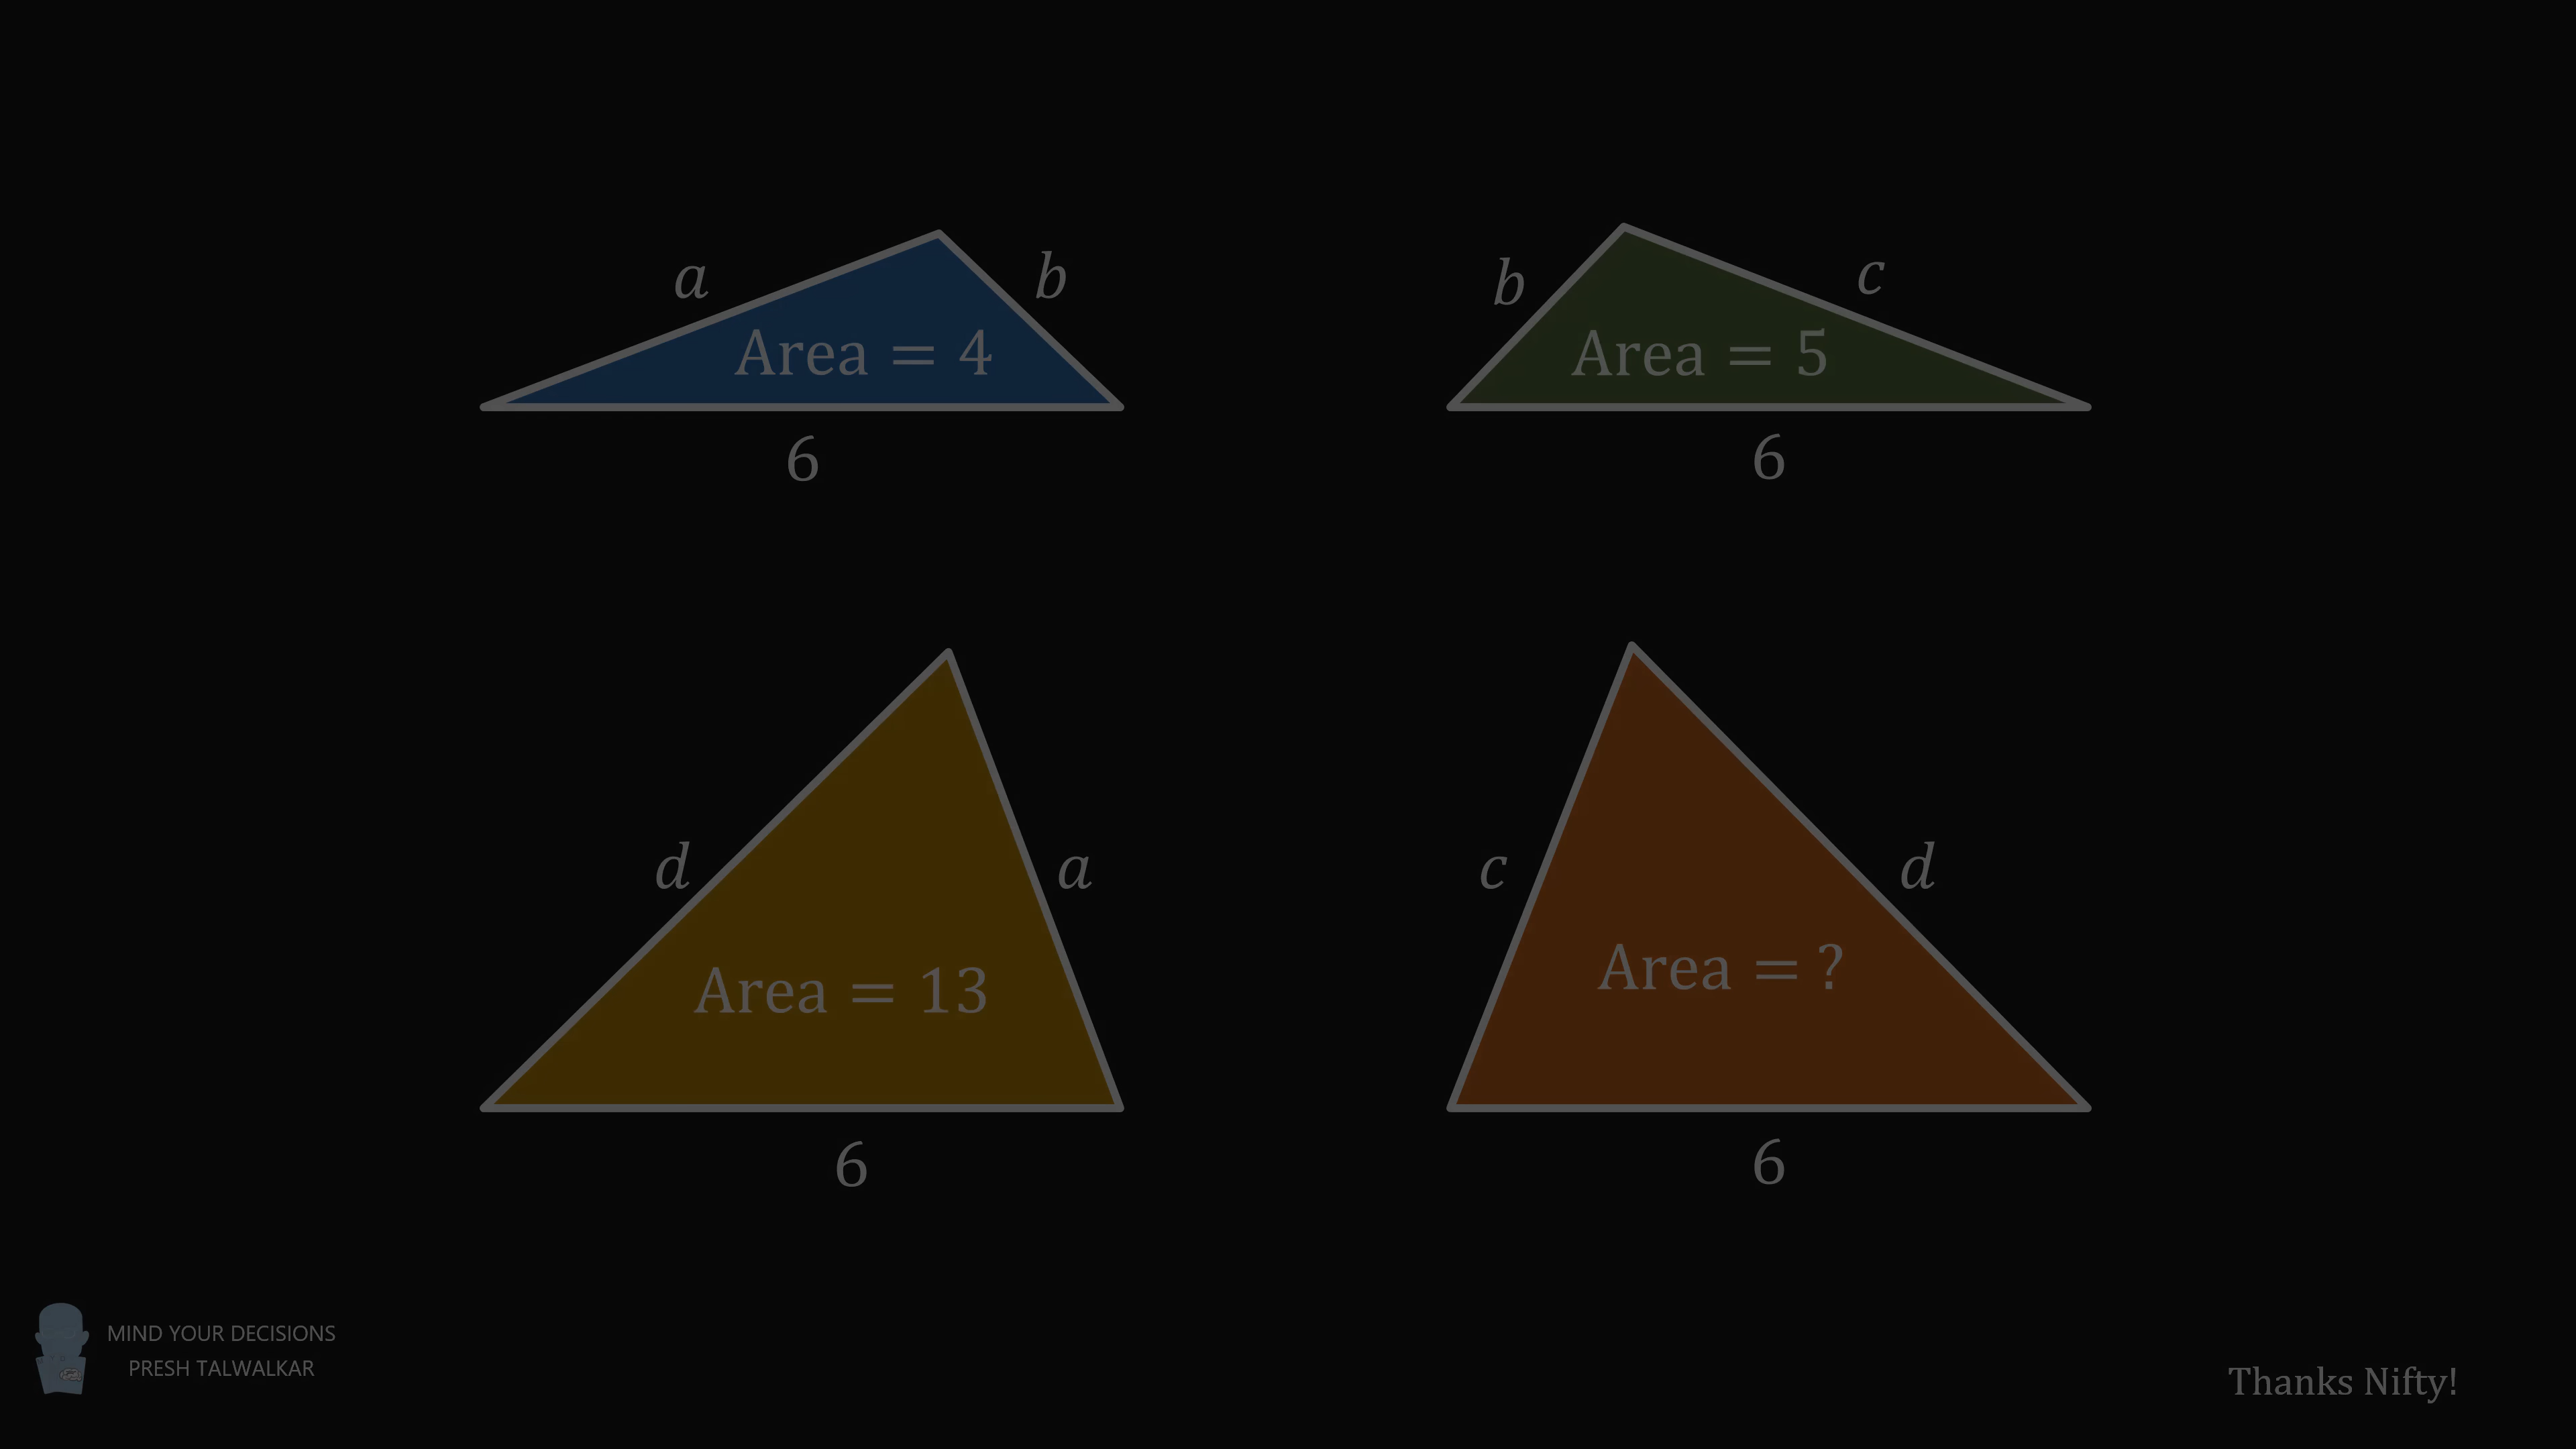 a
b
Area = 4
6
b
c
Area = 5
6
d
a
Area = 13
6
c
d
Area = ?
6
MIND YOUR DECISIONS
PRESH TALWALKAR
Thanks Nifty!